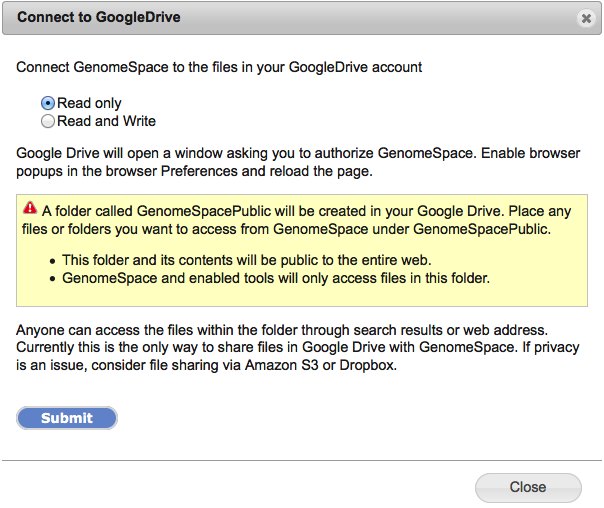 Connect to GoogleDrive
Connect GenomeSpace to the files in your GoogleDrive account
Read only
Read and Write
Google Drive will open a window asking you to authorize GenomeSpace. Enable browser
popups in the browser Preferences and reload the page.
A folder called GenomeSpacePublic will be created in your Google Drive. Place any
files or folders you want to access from GenomeSpace under GenomeSpacePublic.
• This folder and its contents will be public to the entire web.
• GenomeSpace and enabled tools will only access files in this folder.
Anyone can access the files within the folder through search results or web address.
Currently this is the only way to share files in Google Drive with GenomeSpace. If privacy
is an issue, consider file sharing via Amazon S3 or Dropbox.
Submit
Close